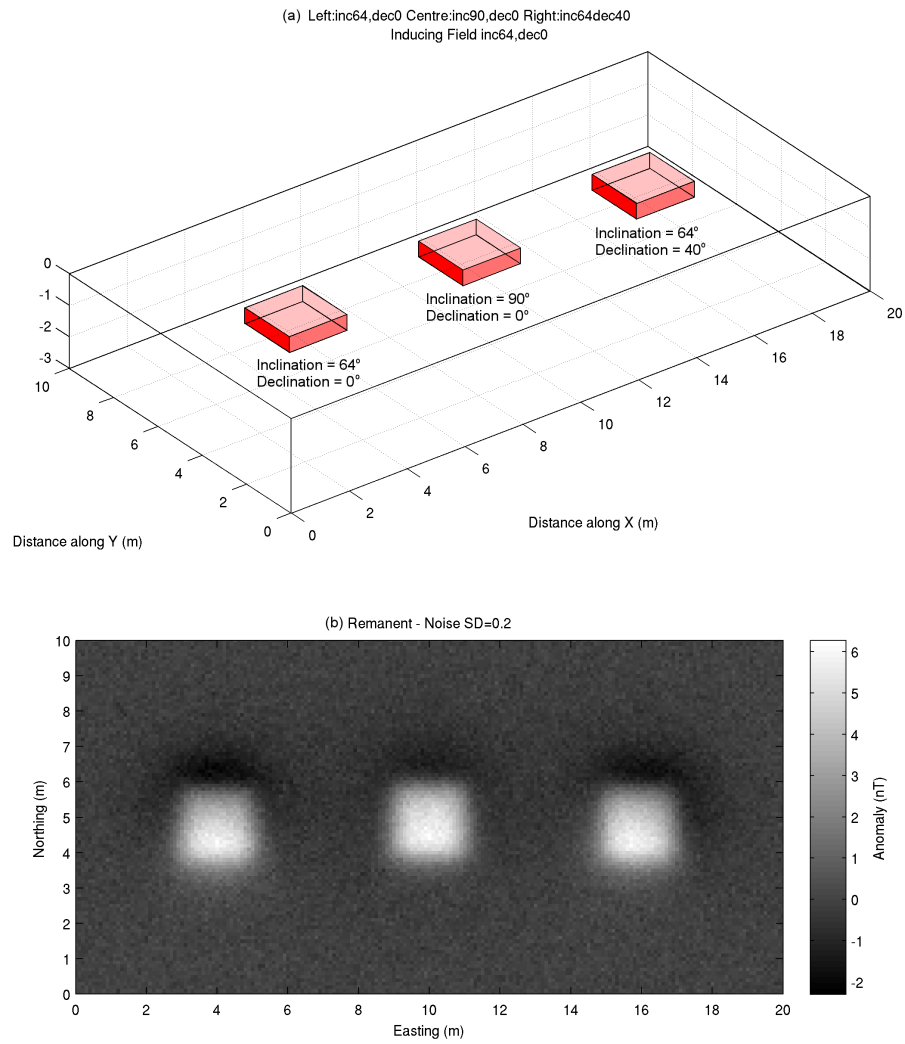 (a)  Left:inc64,dec0 Centre:inc90,dec0 Right:inc64dec40
Inducing Field inc64,dec0
Inclination = 64°
Declination = 40°
Inclination = 90°
Declination = 0°
Inclination = 64°
Declination = 0°
0
-1
-2
-3
10
8
6
4
2
0
0
2
4
6
8
10
12
14
16
18
20
Distance along Y (m)
Distance along X (m)
(b) Remanent - Noise SD=0.2
10
9
8
7
6
5
4
3
2
1
0
Northing (m)
0 2 4 6 8 10 12 14 16 18 20
Easting (m)
6
5
4
3
2
1
0
-1
-2
Anomaly (nT)